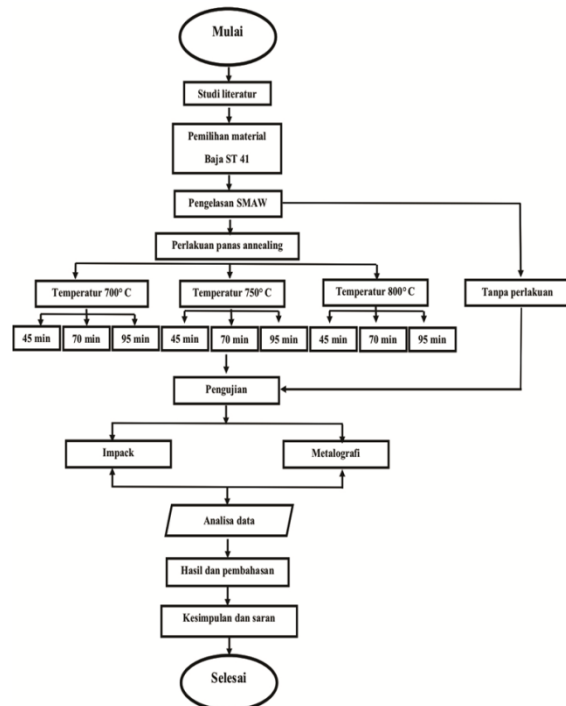 Mulai
Studi literatur
Pemilihan material
Baja ST 41
Pengelasan SMAW
Perlakuan panas annealing
Temperatur 700° C
Temperatur 750° C
Temperatur 800° C
Tanpa perlakuan
45 min
70 min
95 min
45 min
70 min
95 min
45 min
70 min
95 min
Pengujian
Impack
Metalografi
Analisa data
Hasil dan pembahasan
Kesimpulan dan saran
Selesai